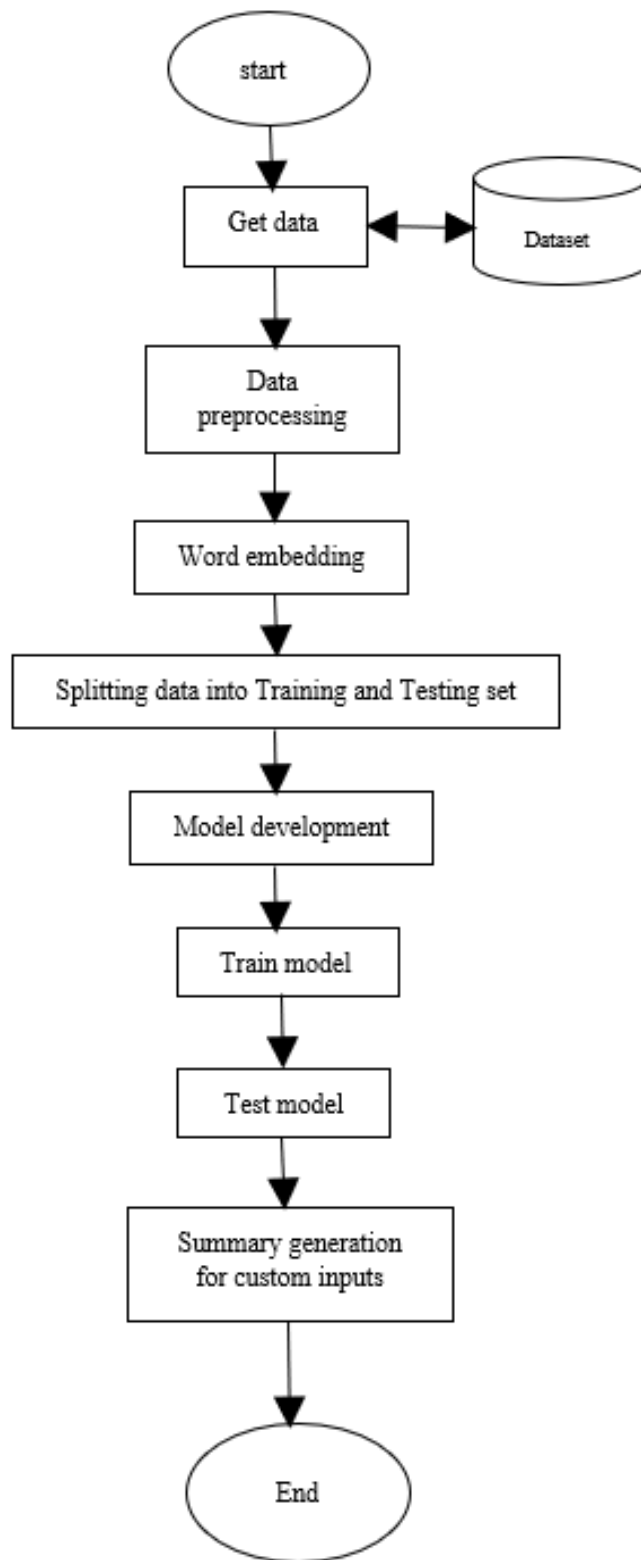 start
Get data
Dataset
Data
preprocessing
Word embedding
Splitting data into Training and Testing set
Model development
Train model
Test model
Summary generation
for custom inputs
End